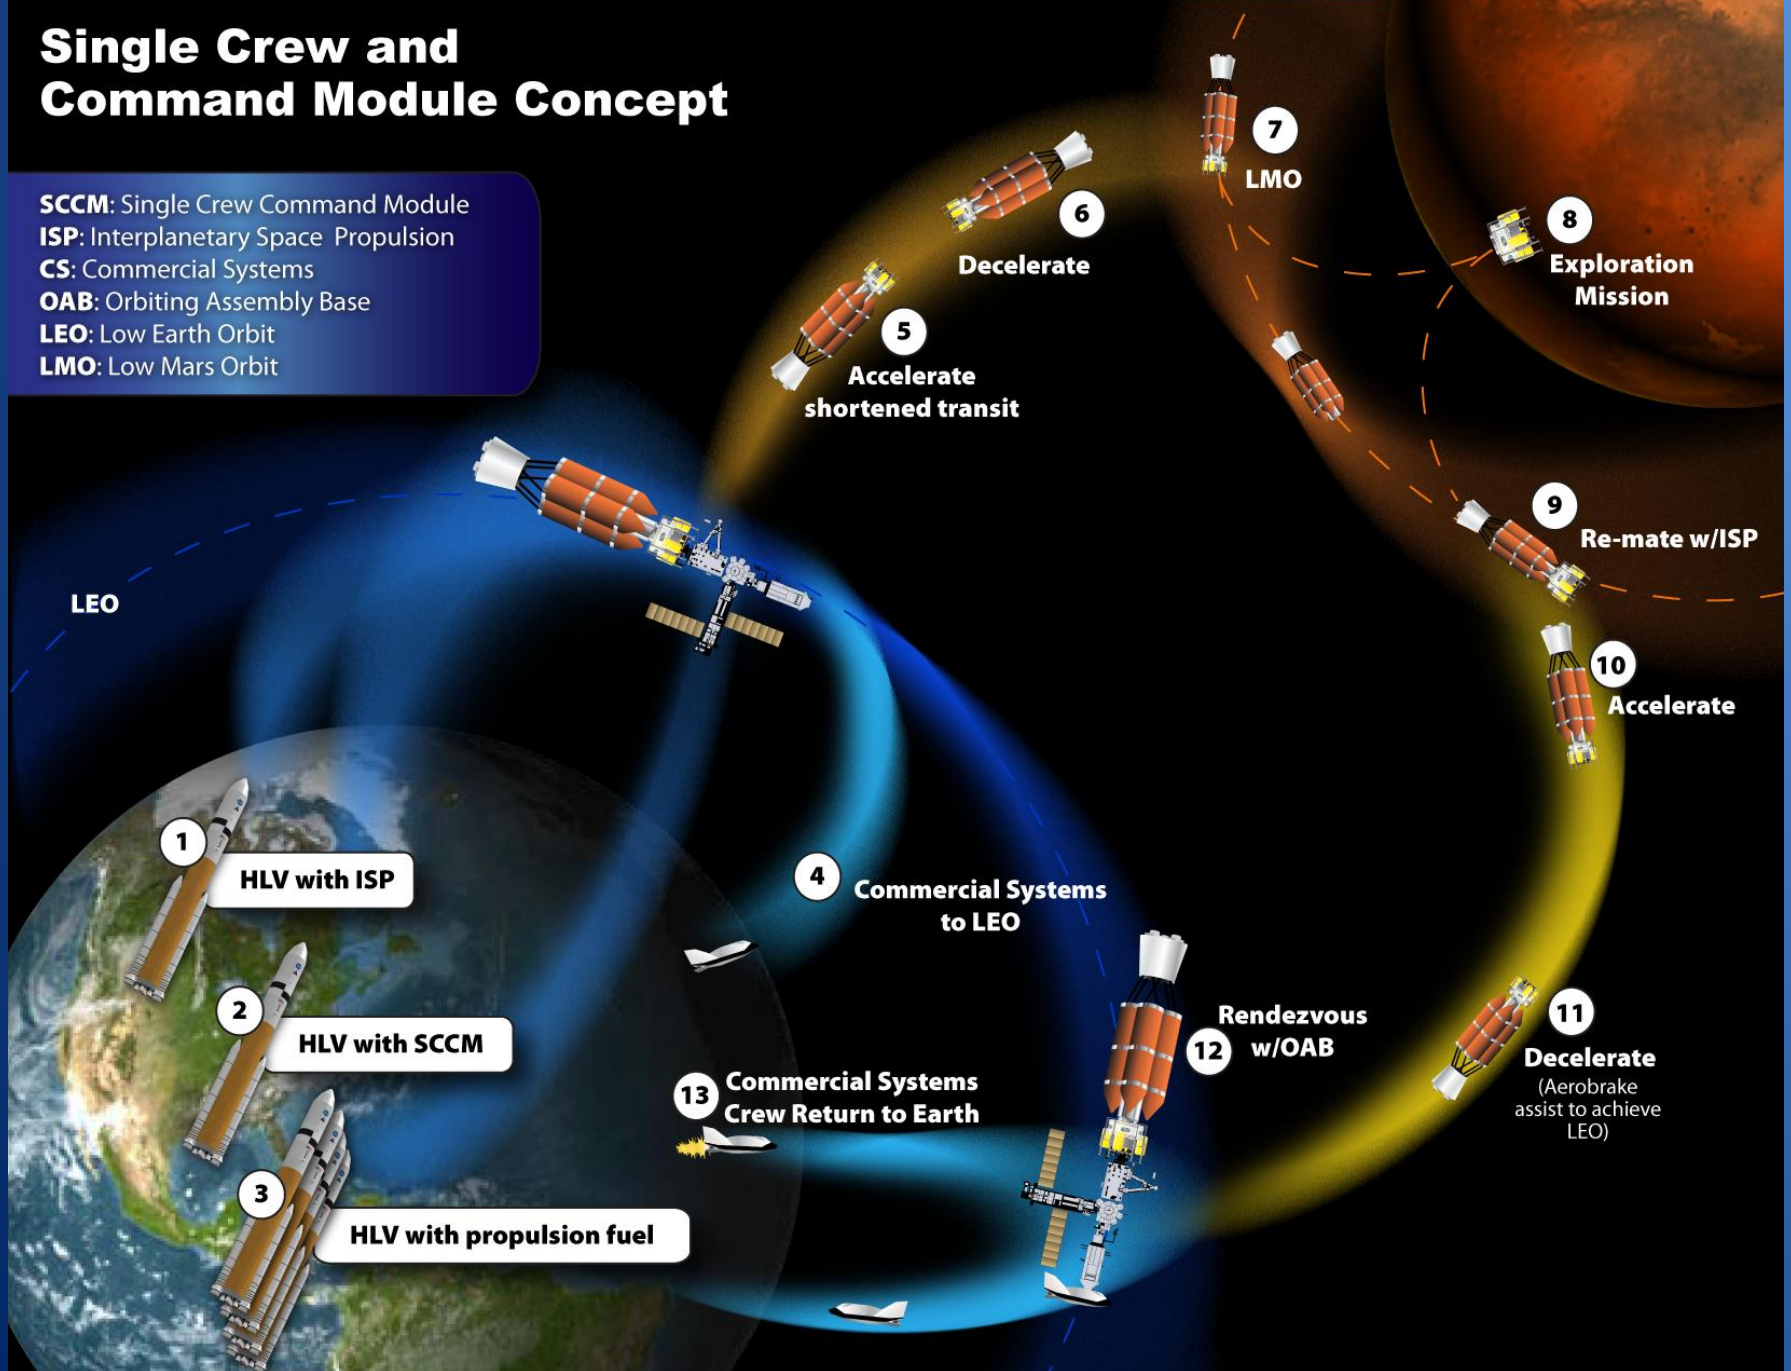 Single Crew and
Command Module Concept
SCCM: Single Crew Command Module
ISP: Interplanetary Space Propulsion
CS: Commercial Systems
OAB: Orbiting Assembly Base
LEO: Low Earth Orbit
LMO: Low Mars Orbit
LEO
1
HLV with ISP
2
HLV with SCCM
3
HLV with propulsion fuel
4
Commercial Systems
to LEO
5
Accelerate
shortened transit
6
Decelerate
7
LMO
8
Exploration
Mission
9
Re-mate w/ISP
10
Accelerate
11
Decelerate
(Aerobrake
assist to achieve
LEO)
12
Rendezvous
w/OAB
13
Commercial Systems
Crew Return to Earth